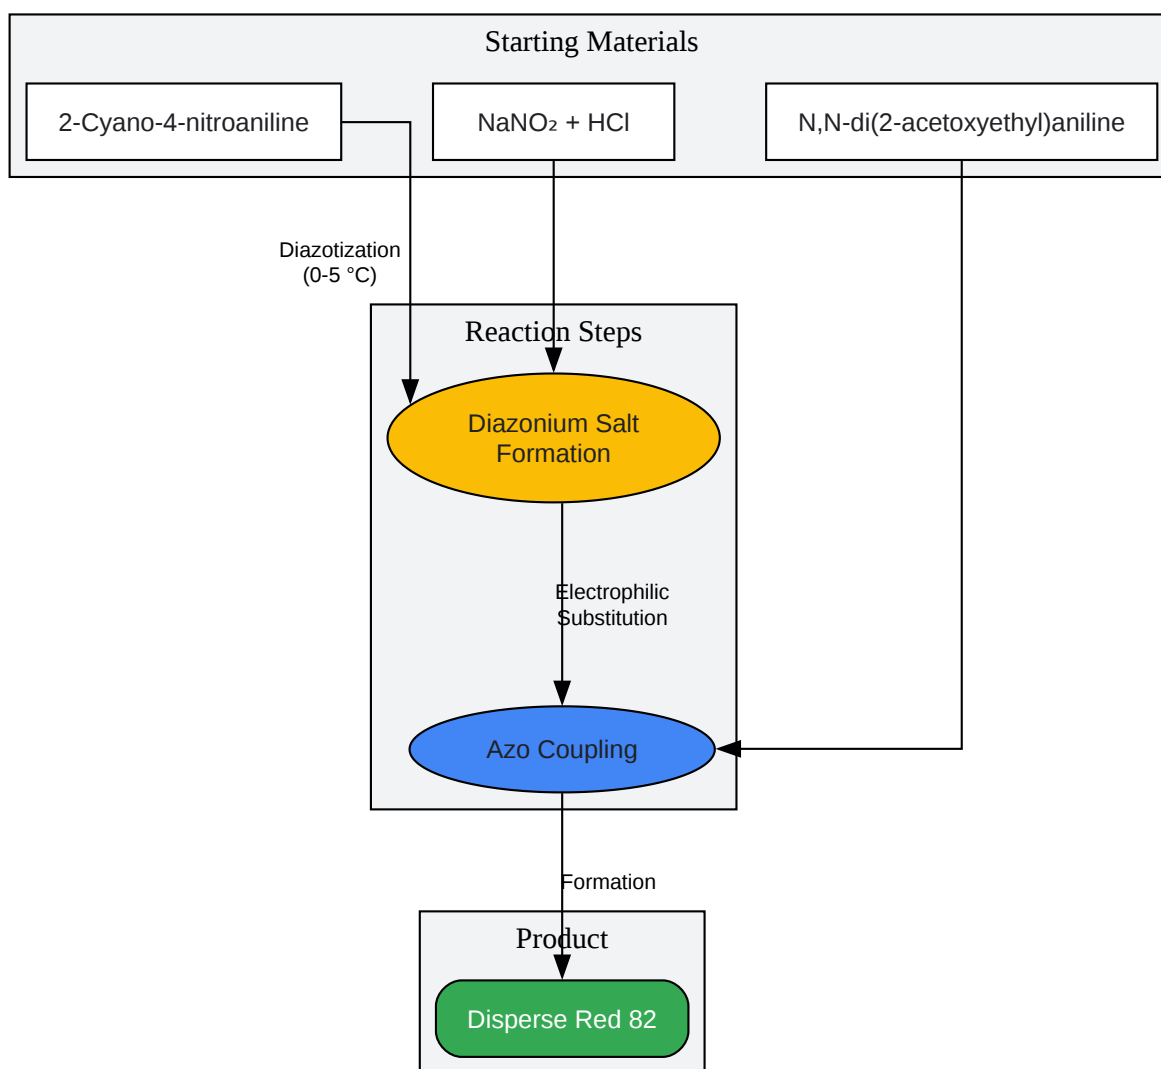 Starting Materials
2-Cyano-4-nitroaniline
NaNO₂ + HCl
N,N-di(2-acetoxyethyl)aniline
Diazotization
(0-5 °C)
Reaction Steps
Diazonium Salt
Formation
Electrophilic
Substitution
Azo Coupling
Formation
Product
Disperse Red 82